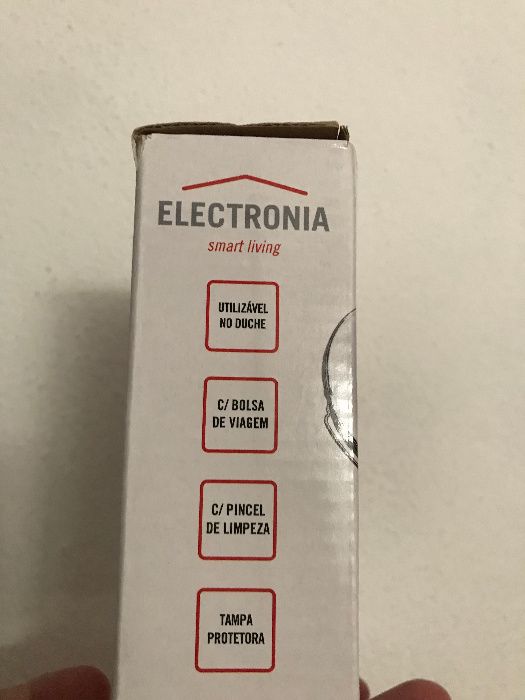 ELECTRONIA
smart living
UTILIZÁVEL
NO DUCHE
C/ BOLSA
DE VIAGEM
C/ PINCEL
DE LIMPEZA
TAMPA
PROTETORA